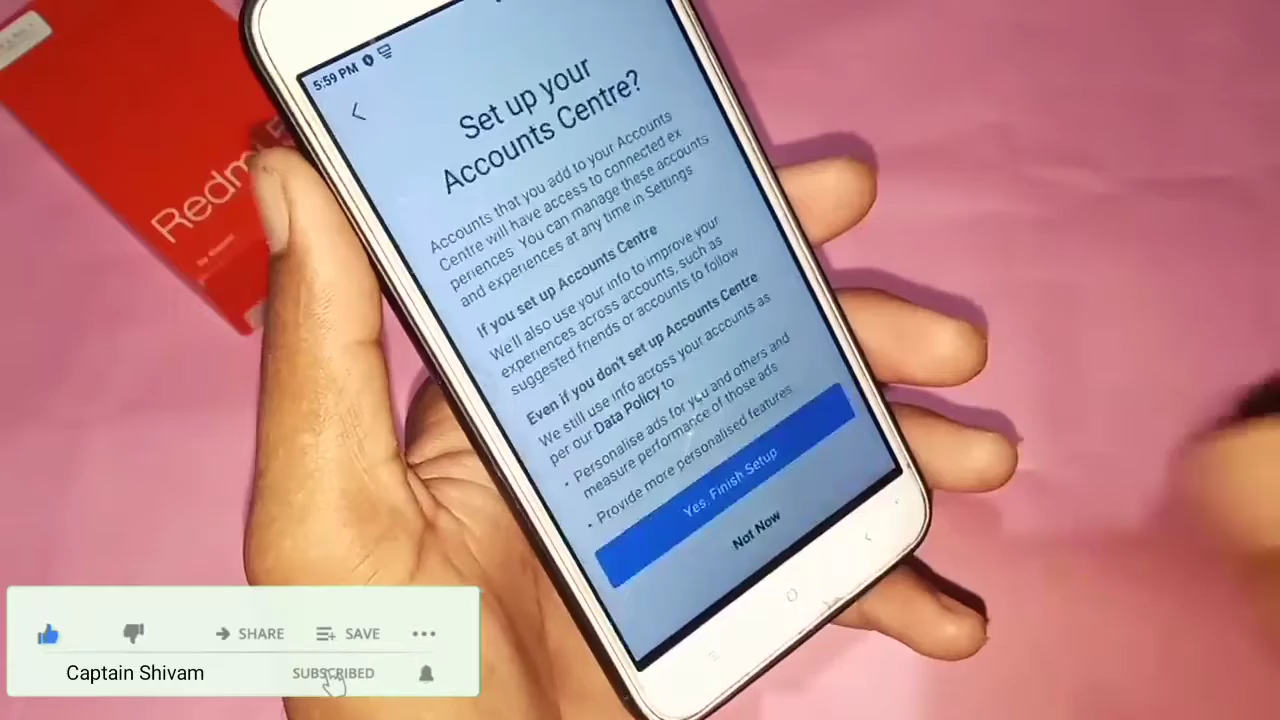 Redmi
5:59 PM
Set up your
Accounts Centre?
Accounts that you add to your Accounts
Centre will have access to connected ex
periences. You can manage these accounts
and experiences at any time in Settings
If you set up Accounts Centre
We'll also use your info to improve your
experiences across accounts, such as
suggested friends or accounts to follow
Even if you don't set up Accounts Centre
We still use info across your accounts as
per our Data Policy to
• Personalise ads for you and others and
measure performance of those ads
• Provide more personalised features.
Yes, Finish Setup
Not Now
SHARE
SAVE
Captain Shivam
SUBSCRIBED